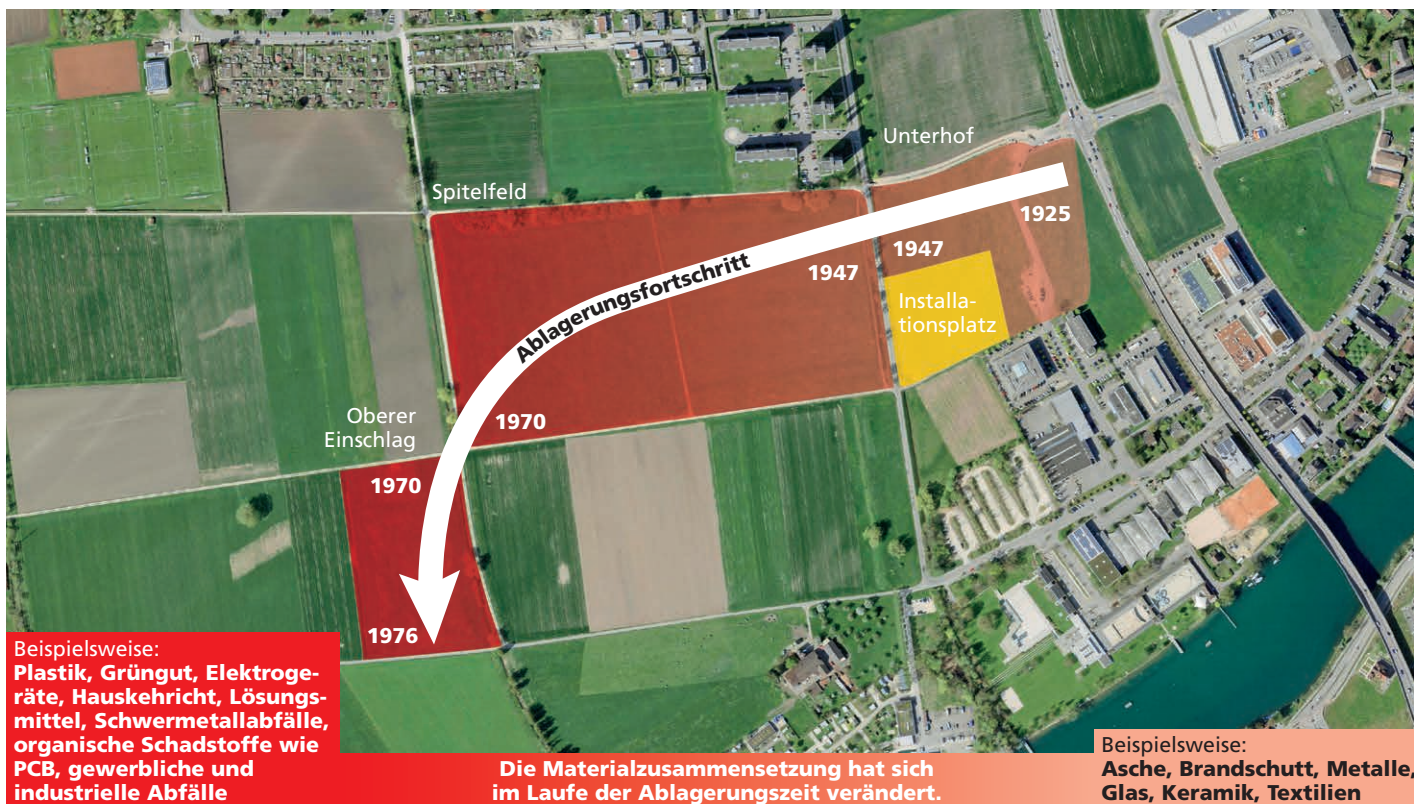 Unterhof
Spitelfeld
1925
1947
1947
Ablagerungsfortschritt
Installa-
tionsplatz
Oberer
Einschlag
1970
1970
1976
Beispielsweise:
Plastik, Grüngut, Elektroge-
räte, Hauskehricht, Lösungs-
mittel, Schwermetallabfälle,
organische Schadstoffe wie
PCB, gewerbliche und
industrielle Abfälle
Die Materialzusammensetzung hat sich
im Laufe der Ablagerungszeit verändert.
Beispielsweise:
Asche, Brandschutt, Metalle,
Glas, Keramik, Textilien